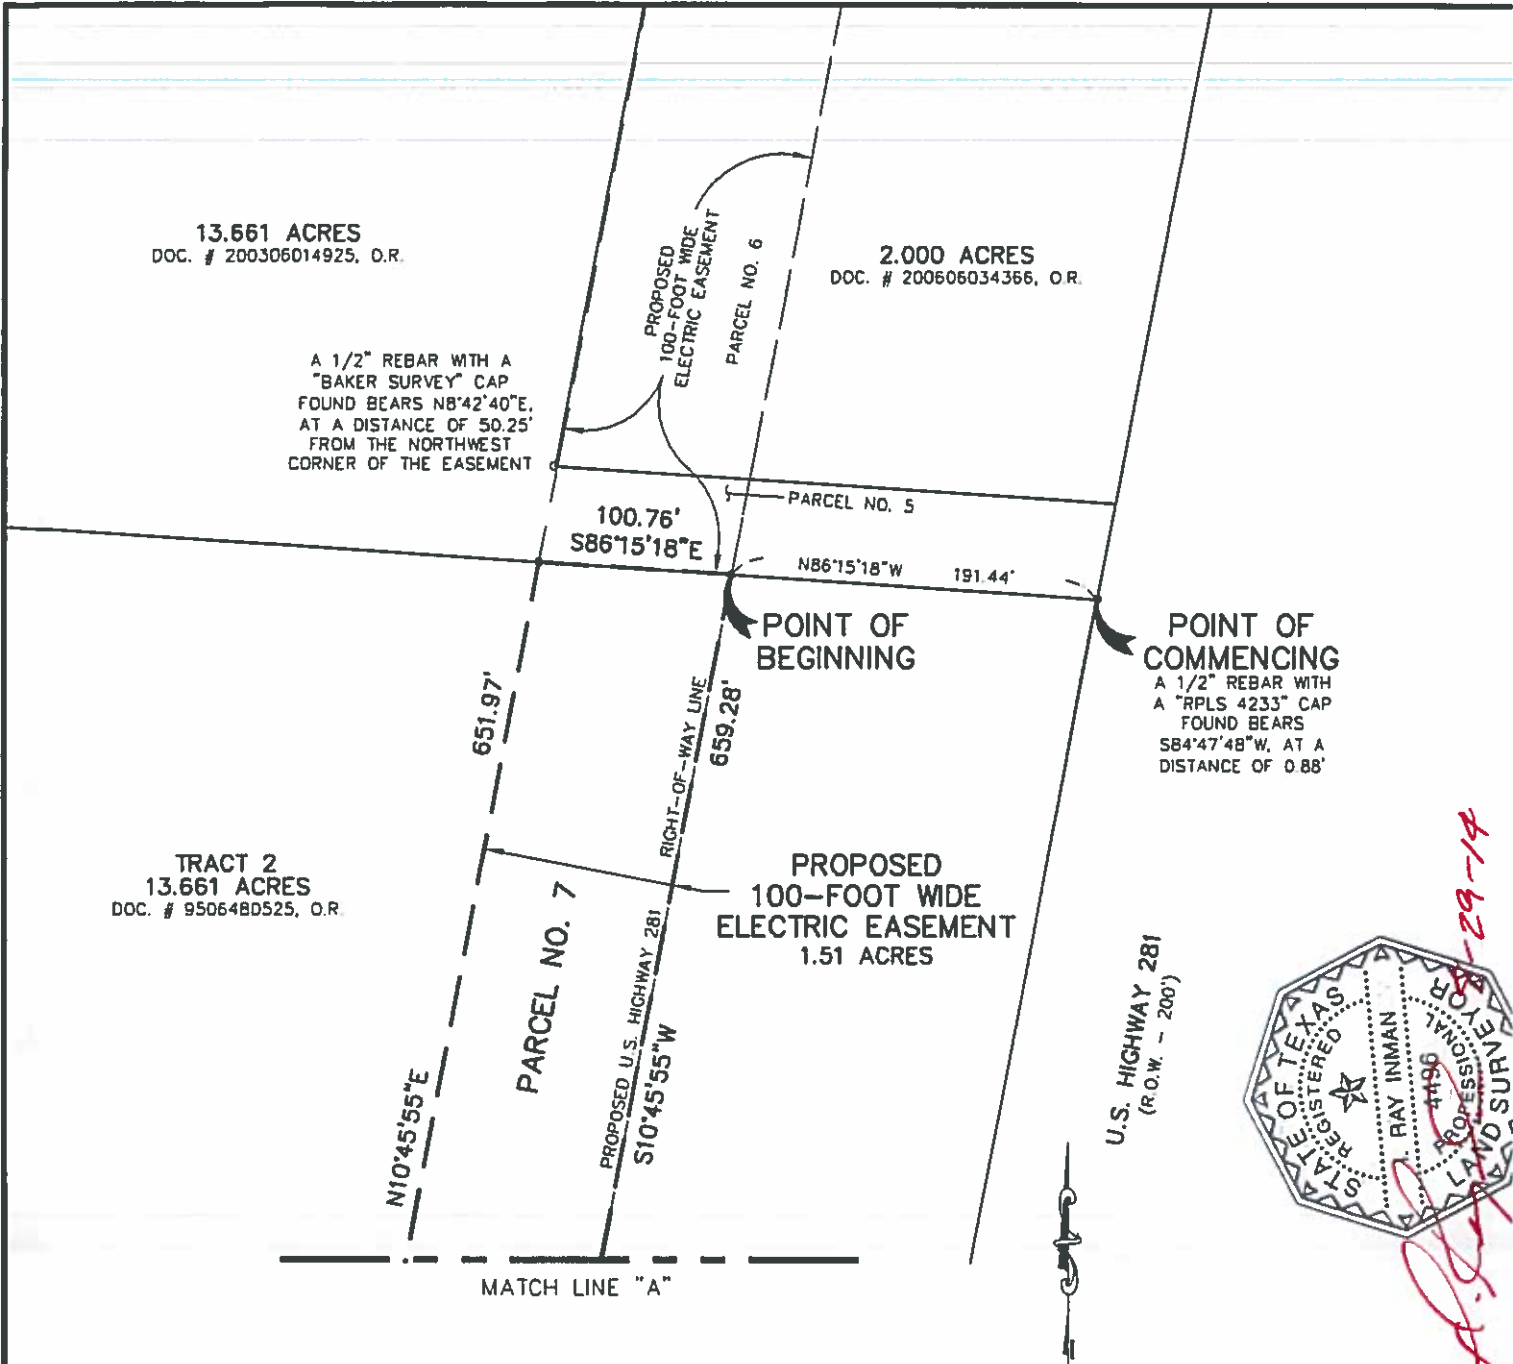 13.661 ACRES
DOC. # 200306014925, O.R.
PROPOSED
100-FOOT WIDE
ELECTRIC EASEMENT
PARCEL NO. 6
2.000 ACRES
DOC. # 200606034366, O.R.
A 1/2" REBAR WITH A
"BAKER SURVEY" CAP
FOUND BEARS N8°42'40"E,
AT A DISTANCE OF 50.25'
FROM THE NORTHWEST
CORNER OF THE EASEMENT
PARCEL NO. 5
100.76'
S86°15'18"E
N86°15'18"W 191.44'
POINT OF
BEGINNING
POINT OF
COMMENCING
A 1/2" REBAR WITH
A "RPLS 4233" CAP
FOUND BEARS
S84°47'48"W, AT A
DISTANCE OF 0.88'
651.97'
659.28'
PROPOSED U.S. HIGHWAY 281 RIGHT-OF-WAY LINE
TRACT 2
13.661 ACRES
DOC. # 9506480525, O.R.
PARCEL NO. 7
PROPOSED
100-FOOT WIDE
ELECTRIC EASEMENT
1.51 ACRES
N10°45'55"E
S10°45'55"W
U.S. HIGHWAY 281
(R.O.W. - 200')
MATCH LINE "A"
STATE OF TEXAS
REGISTERED
RAY INMAN
4496
PROFESSIONAL
LAND SURVEYOR
-29-14